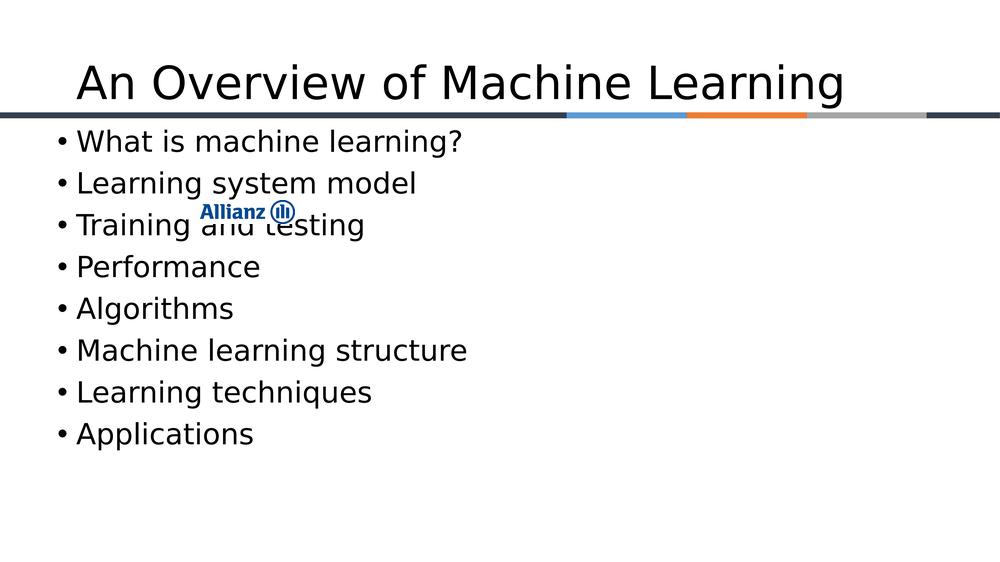 An Overview of Machine Learning
• What is machine learning?
• Learning system model
Allianz
• Training and testing
• Performance
• Algorithms
• Machine learning structure
• Learning techniques
• Applications